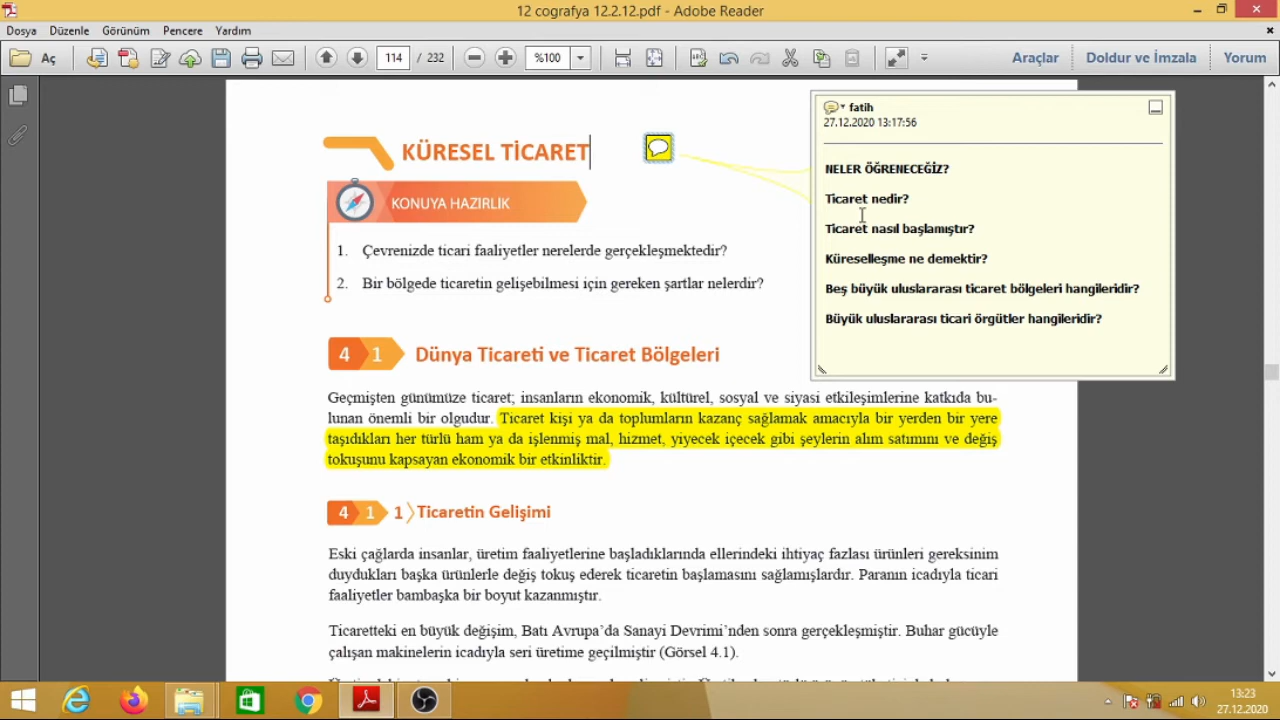 12 cografya 12.2.12.pdf - Adobe Reader
Dosya Düzenle Görünüm Pencere Yardım
Aç 114 / 232 %100 Araçlar Doldur ve İmzala Yorum
KÜRESEL TİCARET
KONUYA HAZIRLIK
1. Çevrenizde ticari faaliyetler nerelerde gerçekleşmektedir?
2. Bir bölgede ticaretin gelişebilmesi için gereken şartlar nelerdir?
fatih
27.12.2020 13:17:56
NELER ÖĞRENECEĞİZ?
Ticaret nedir?
Ticaret nasıl başlamıştır?
Küreselleşme ne demektir?
Beş büyük uluslararası ticaret bölgeleri hangileridir?
Büyük uluslararası ticari örgütler hangileridir?
4 1 Dünya Ticareti ve Ticaret Bölgeleri
Geçmişten günümüze ticaret; insanların ekonomik, kültürel, sosyal ve siyasi etkileşimlerine katkıda bu-
lunan önemli bir olgudur. Ticaret kişi ya da toplumların kazanç sağlamak amacıyla bir yerden bir yere
taşıdıkları her türlü ham ya da işlenmiş mal, hizmet, yiyecek içecek gibi şeylerin alım satımını ve değiş
tokuşunu kapsayan ekonomik bir etkinliktir.
4 1 1 Ticaretin Gelişimi
Eski çağlarda insanlar, üretim faaliyetlerine başladıklarında ellerindeki ihtiyaç fazlası ürünleri gereksinim
duydukları başka ürünlerle değiş tokuş ederek ticaretin başlamasını sağlamışlardır. Paranın icadıyla ticari
faaliyetler bambaşka bir boyut kazanmıştır.
Ticaretteki en büyük değişim, Batı Avrupa’da Sanayi Devrimi’nden sonra gerçekleşmiştir. Buhar gücüyle
çalışan makinelerin icadıyla seri üretime geçilmiştir (Görsel 4.1).
13:23
27.12.2020